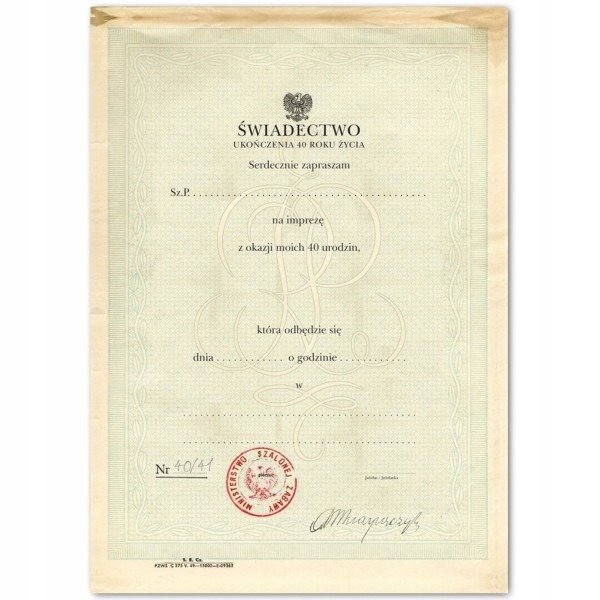 ŚWIADECTWO
UKOŃCZENIA 40 ROKU ŻYCIA
Serdecznie zapraszam
Sz.P. ........................................
na imprezę
z okazji moich 40 urodzin,
która odbędzie się
dnia ............ o godzinie ............
w
........................................
........................................
Nr 40/41
MINISTERSTWO SZALONEJ ZABAWY
Jubilat / Jubilatka
S. B. Co.